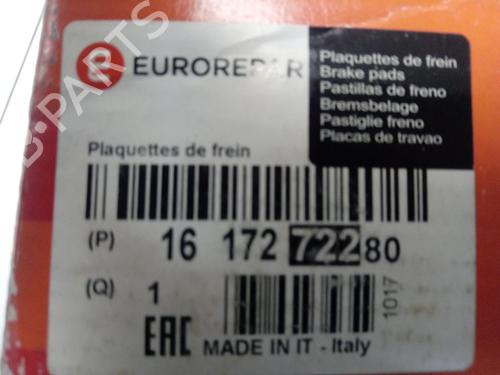 EUROREPAR
Plaquettes de frein
Brake pads
Pastillas de freno
Bremsbelage
Pastiglie freno
Placas de travao
Plaquettes de frein
(P) 16 172 722 80
(Q) 1
1017
EAC MADE IN IT - Italy
B-PARTS